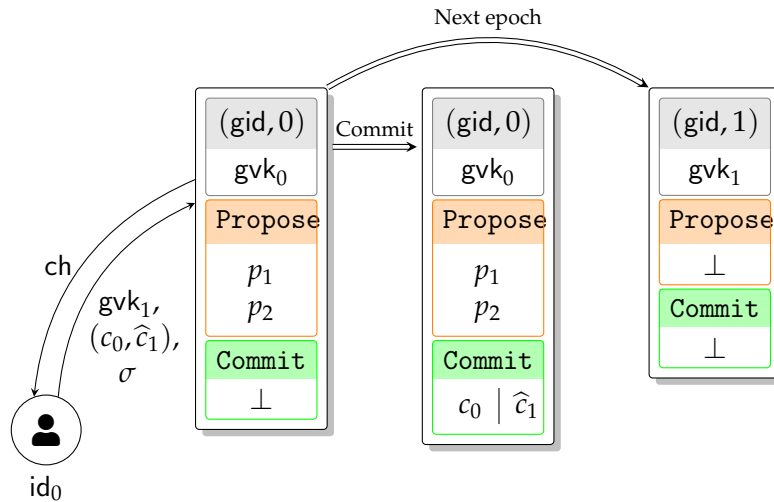 Next epoch
(gid, 0)
gvk₀
Propose
p₁
p₂
Commit
⊥
Commit
(gid, 0)
gvk₀
Propose
p₁
p₂
Commit
c₀ | ĉ₁
(gid, 1)
gvk₁
Propose
⊥
Commit
⊥
ch
gvk₁,
(c₀, ĉ₁),
σ
id₀